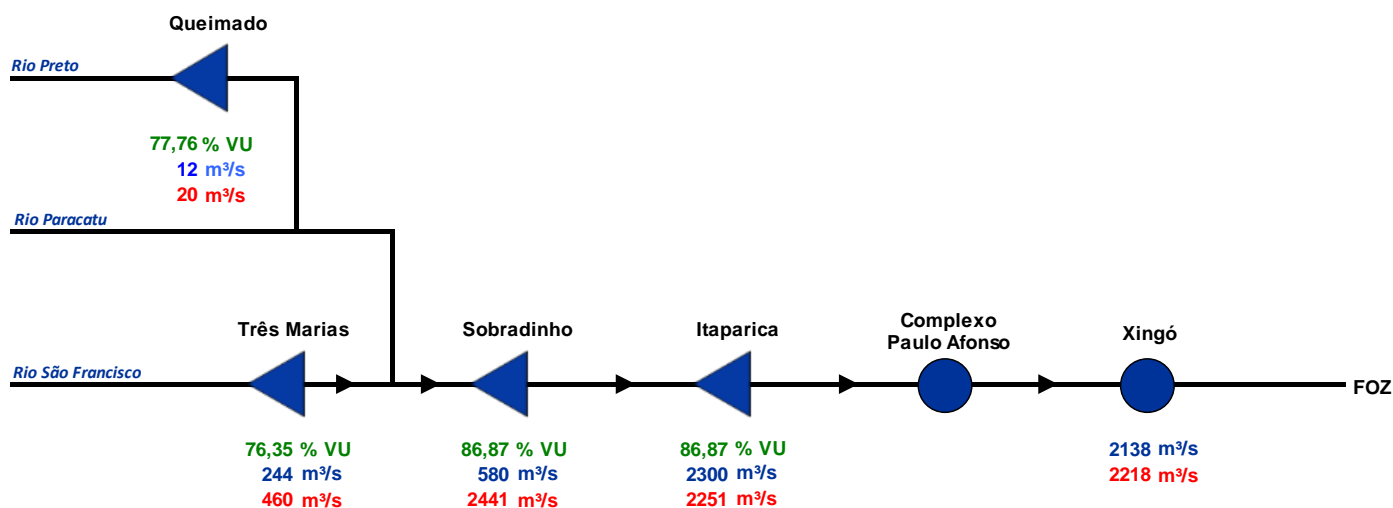 Queimado
Rio Preto
77,76 % VU
12 m³/s
20 m³/s
Rio Paracatu
Três Marias
Sobradinho
Itaparica
Complexo
Paulo Afonso
Xingó
Rio São Francisco
FOZ
76,35 % VU
244 m³/s
460 m³/s
86,87 % VU
580 m³/s
2441 m³/s
86,87 % VU
2300 m³/s
2251 m³/s
2138 m³/s
2218 m³/s